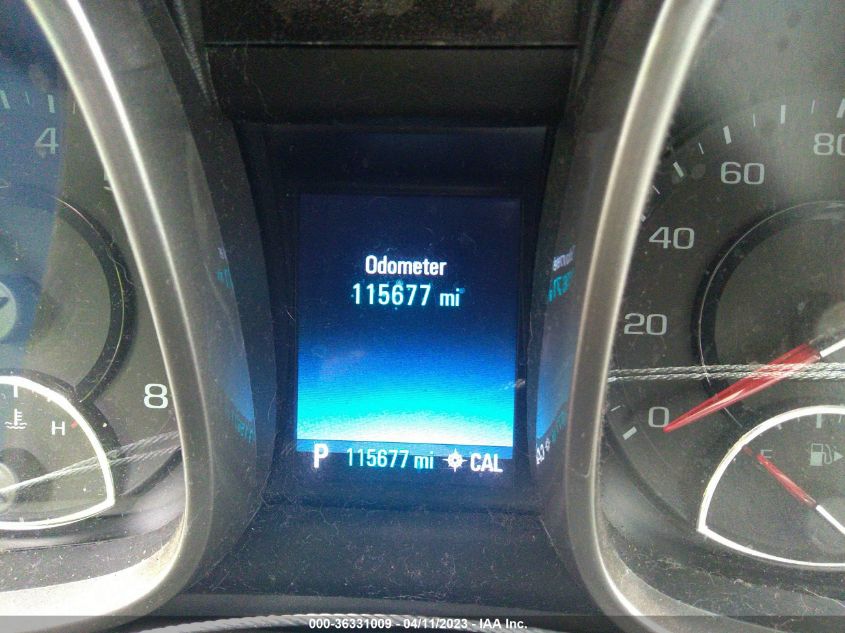 4
80
60
Odometer
40
115677 mi
20
8
H
0
E
P 115677 mi CAL
000-36331009 - 04/11/2023 - IAA Inc.